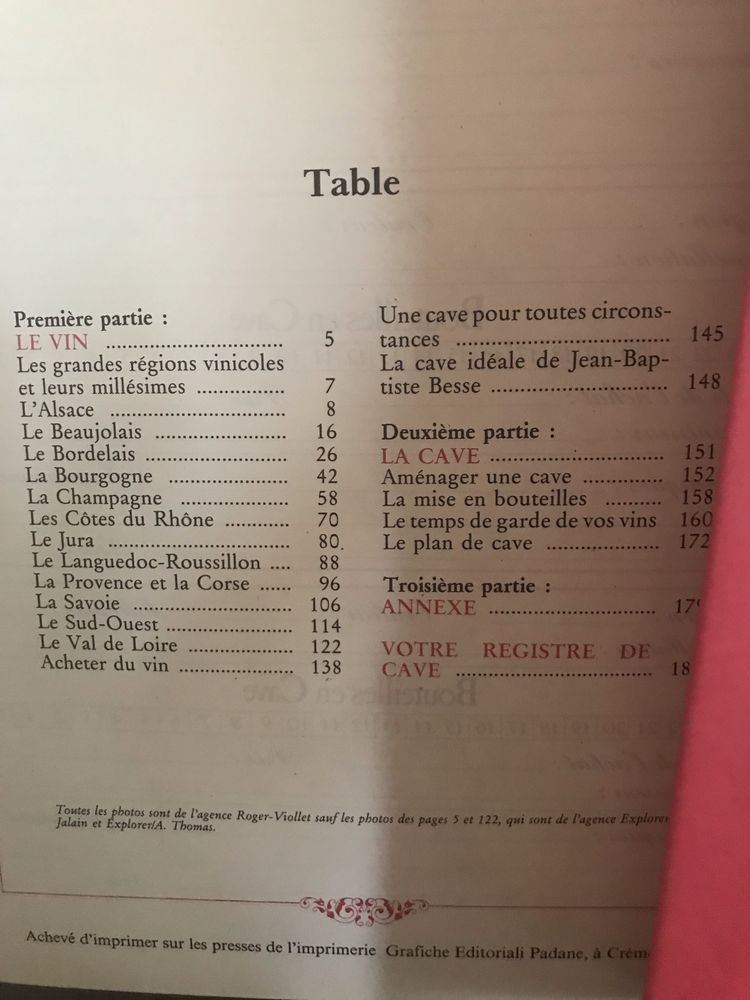 Table
Première partie :
LE VIN ................................ 5
Les grandes régions vinicoles
et leurs millésimes ................ 7
L'Alsace ................................ 8
Le Beaujolais ........................ 16
Le Bordelais ........................... 26
La Bourgogne ..................... 42
La Champagne .................... 58
Les Côtes du Rhône ............ 70
Le Jura ................................. 80
Le Languedoc-Roussillon .... 88
La Provence et la Corse ...... 96
La Savoie ............................. 106
Le Sud-Ouest ....................... 114
Le Val de Loire ................... 122
Acheter du vin ..................... 138
Une cave pour toutes circons-
tances ....................................... 145
La cave idéale de Jean-Bap-
tiste Besse ................................ 148
Deuxième partie :
LA CAVE ............................... 151
Aménager une cave .............. 152
La mise en bouteilles .......... 158
Le temps de garde de vos vins 160
Le plan de cave .................... 172
Troisième partie :
ANNEXE ..............................
VOTRE REGISTRE DE
CAVE ....................................
Toutes les photos sont de l'agence Roger-Viollet sauf les photos des pages 5 et 122, qui sont de l'agence Explorer
Jalain et Explorer/A. Thomas.
Achevé d'imprimer sur les presses de l'imprimerie Grafiche Editoriali Padane, à